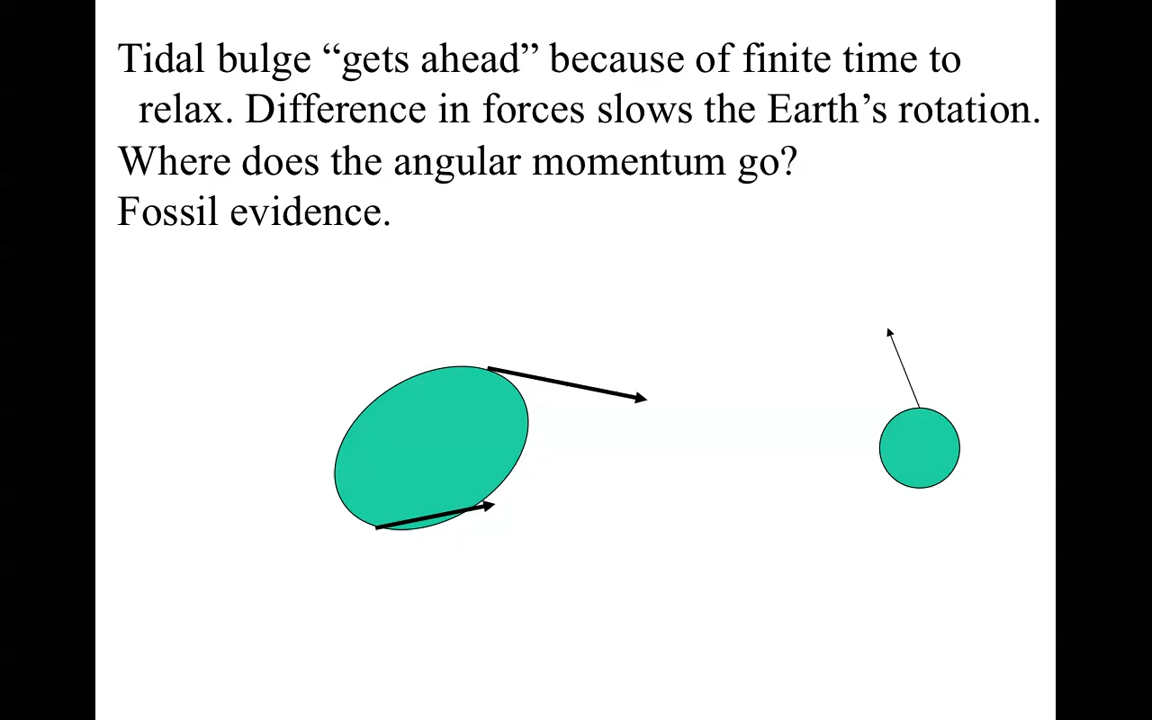 Tidal bulge “gets ahead” because of finite time to
relax. Difference in forces slows the Earth’s rotation.
Where does the angular momentum go?
Fossil evidence.